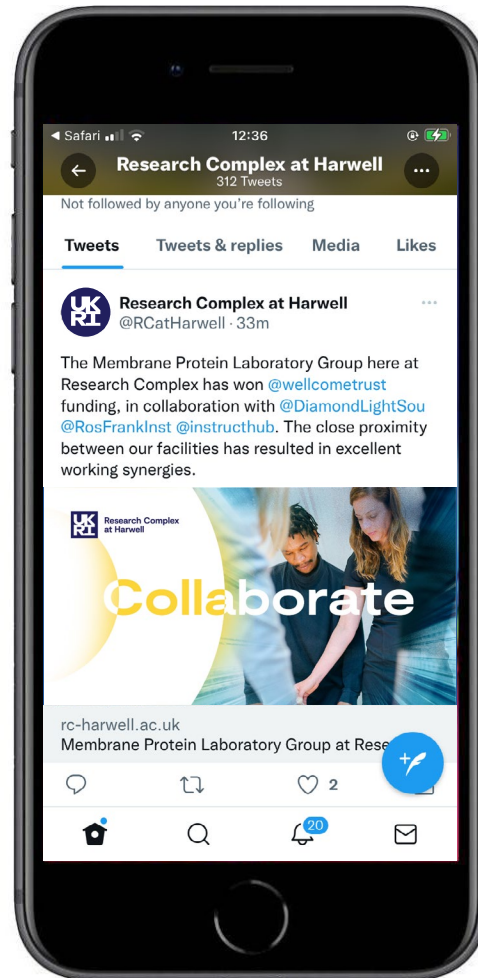 Safari
12:36
Research Complex at Harwell
312 Tweets
Not followed by anyone you're following
Tweets
Tweets & replies
Media
Likes
UK
RI
Research Complex at Harwell
@RCatHarwell · 33m
The Membrane Protein Laboratory Group here at
Research Complex has won @wellcometrust
funding, in collaboration with @DiamondLightSou
@RosFrankInst @instructhub. The close proximity
between our facilities has resulted in excellent
working synergies.
UK
RI
Research Complex
at Harwell
Collaborate
rc-harwell.ac.uk
Membrane Protein Laboratory Group at Rese
2
20